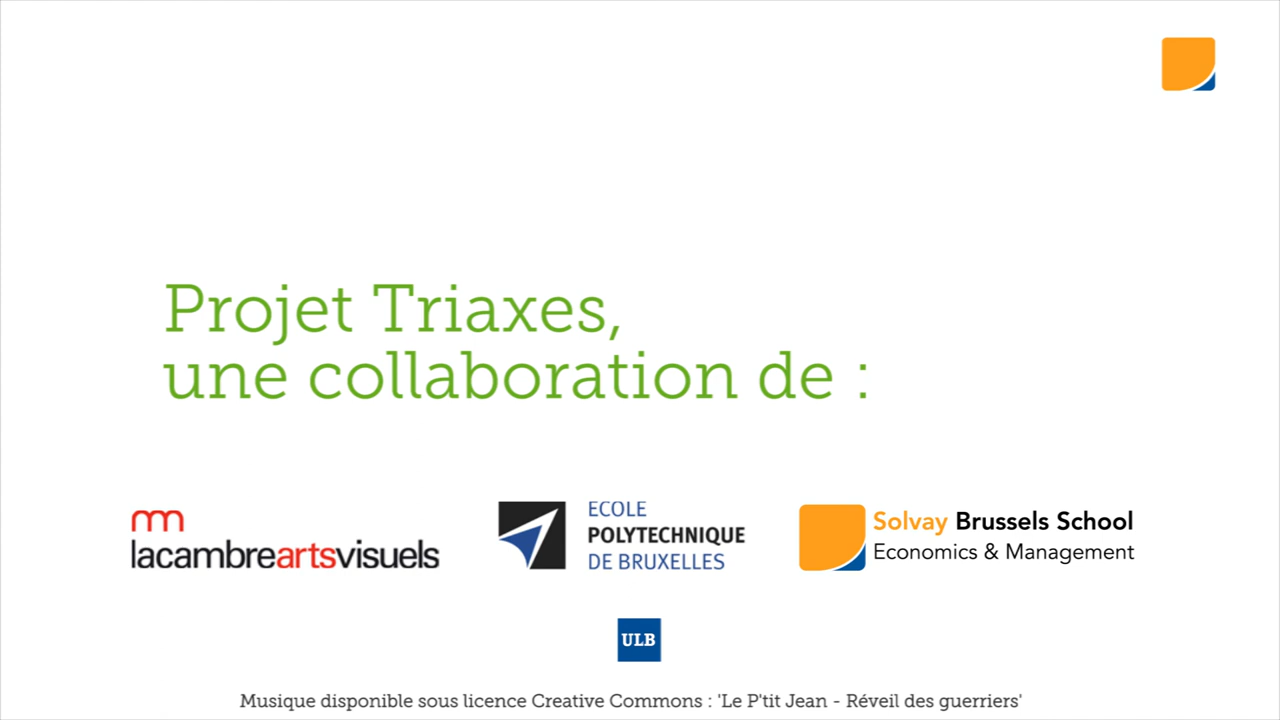 Projet Triaxes,
une collaboration de :
lacambreartsvisuels
ECOLE
POLYTECHNIQUE
DE BRUXELLES
Solvay Brussels School
Economics & Management
ULB
Musique disponible sous licence Creative Commons : 'Le P'tit Jean - Réveil des guerriers'